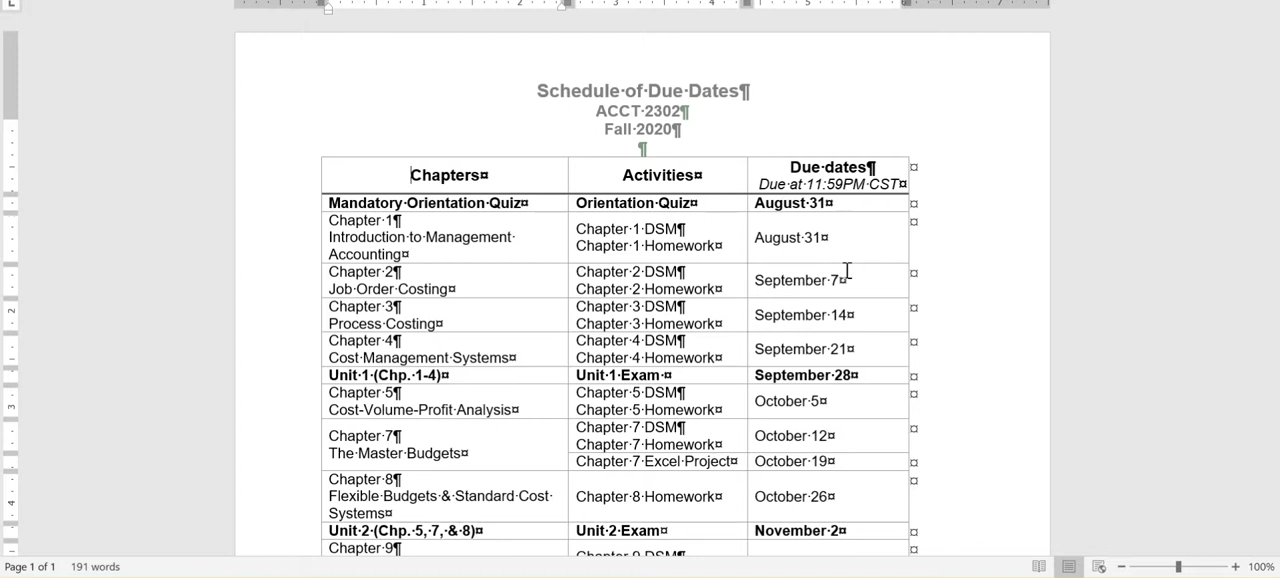 Schedule·of·Due·Dates¶
ACCT·2302¶
Fall·2020¶
¶
Chapters¤ Activities¤ Due·dates¶
Due·at·11:59PM·CST¤
Mandatory·Orientation·Quiz¤ Orientation·Quiz¤ August·31¤
Chapter·1¶
Introduction·to·Management·
Accounting¤
Chapter·1·DSM¶
Chapter·1·Homework¤
August·31¤
Chapter·2¶
Job·Order·Costing¤
Chapter·2·DSM¶
Chapter·2·Homework¤
September·7¤
Chapter·3¶
Process·Costing¤
Chapter·3·DSM¶
Chapter·3·Homework¤
September·14¤
Chapter·4¶
Cost·Management·Systems¤
Chapter·4·DSM¶
Chapter·4·Homework¤
September·21¤
Unit·1·(Chp.·1-4)¤ Unit·1·Exam·¤ September·28¤
Chapter·5¶
Cost-Volume-Profit·Analysis¤
Chapter·5·DSM¶
Chapter·5·Homework¤
October·5¤
Chapter·7¶
The·Master·Budgets¤
Chapter·7·DSM¶
Chapter·7·Homework¤
October·12¤
Chapter·7·Excel·Project¤ October·19¤
Chapter·8¶
Flexible·Budgets·&·Standard·Cost·
Systems¤
Chapter·8·Homework¤
October·26¤
Unit·2·(Chp.·5,·7,·&·8)¤ Unit·2·Exam¤ November·2¤
Chapter·9¶
Chapter·9·DSM¶
Page 1 of 1 191 words 100%